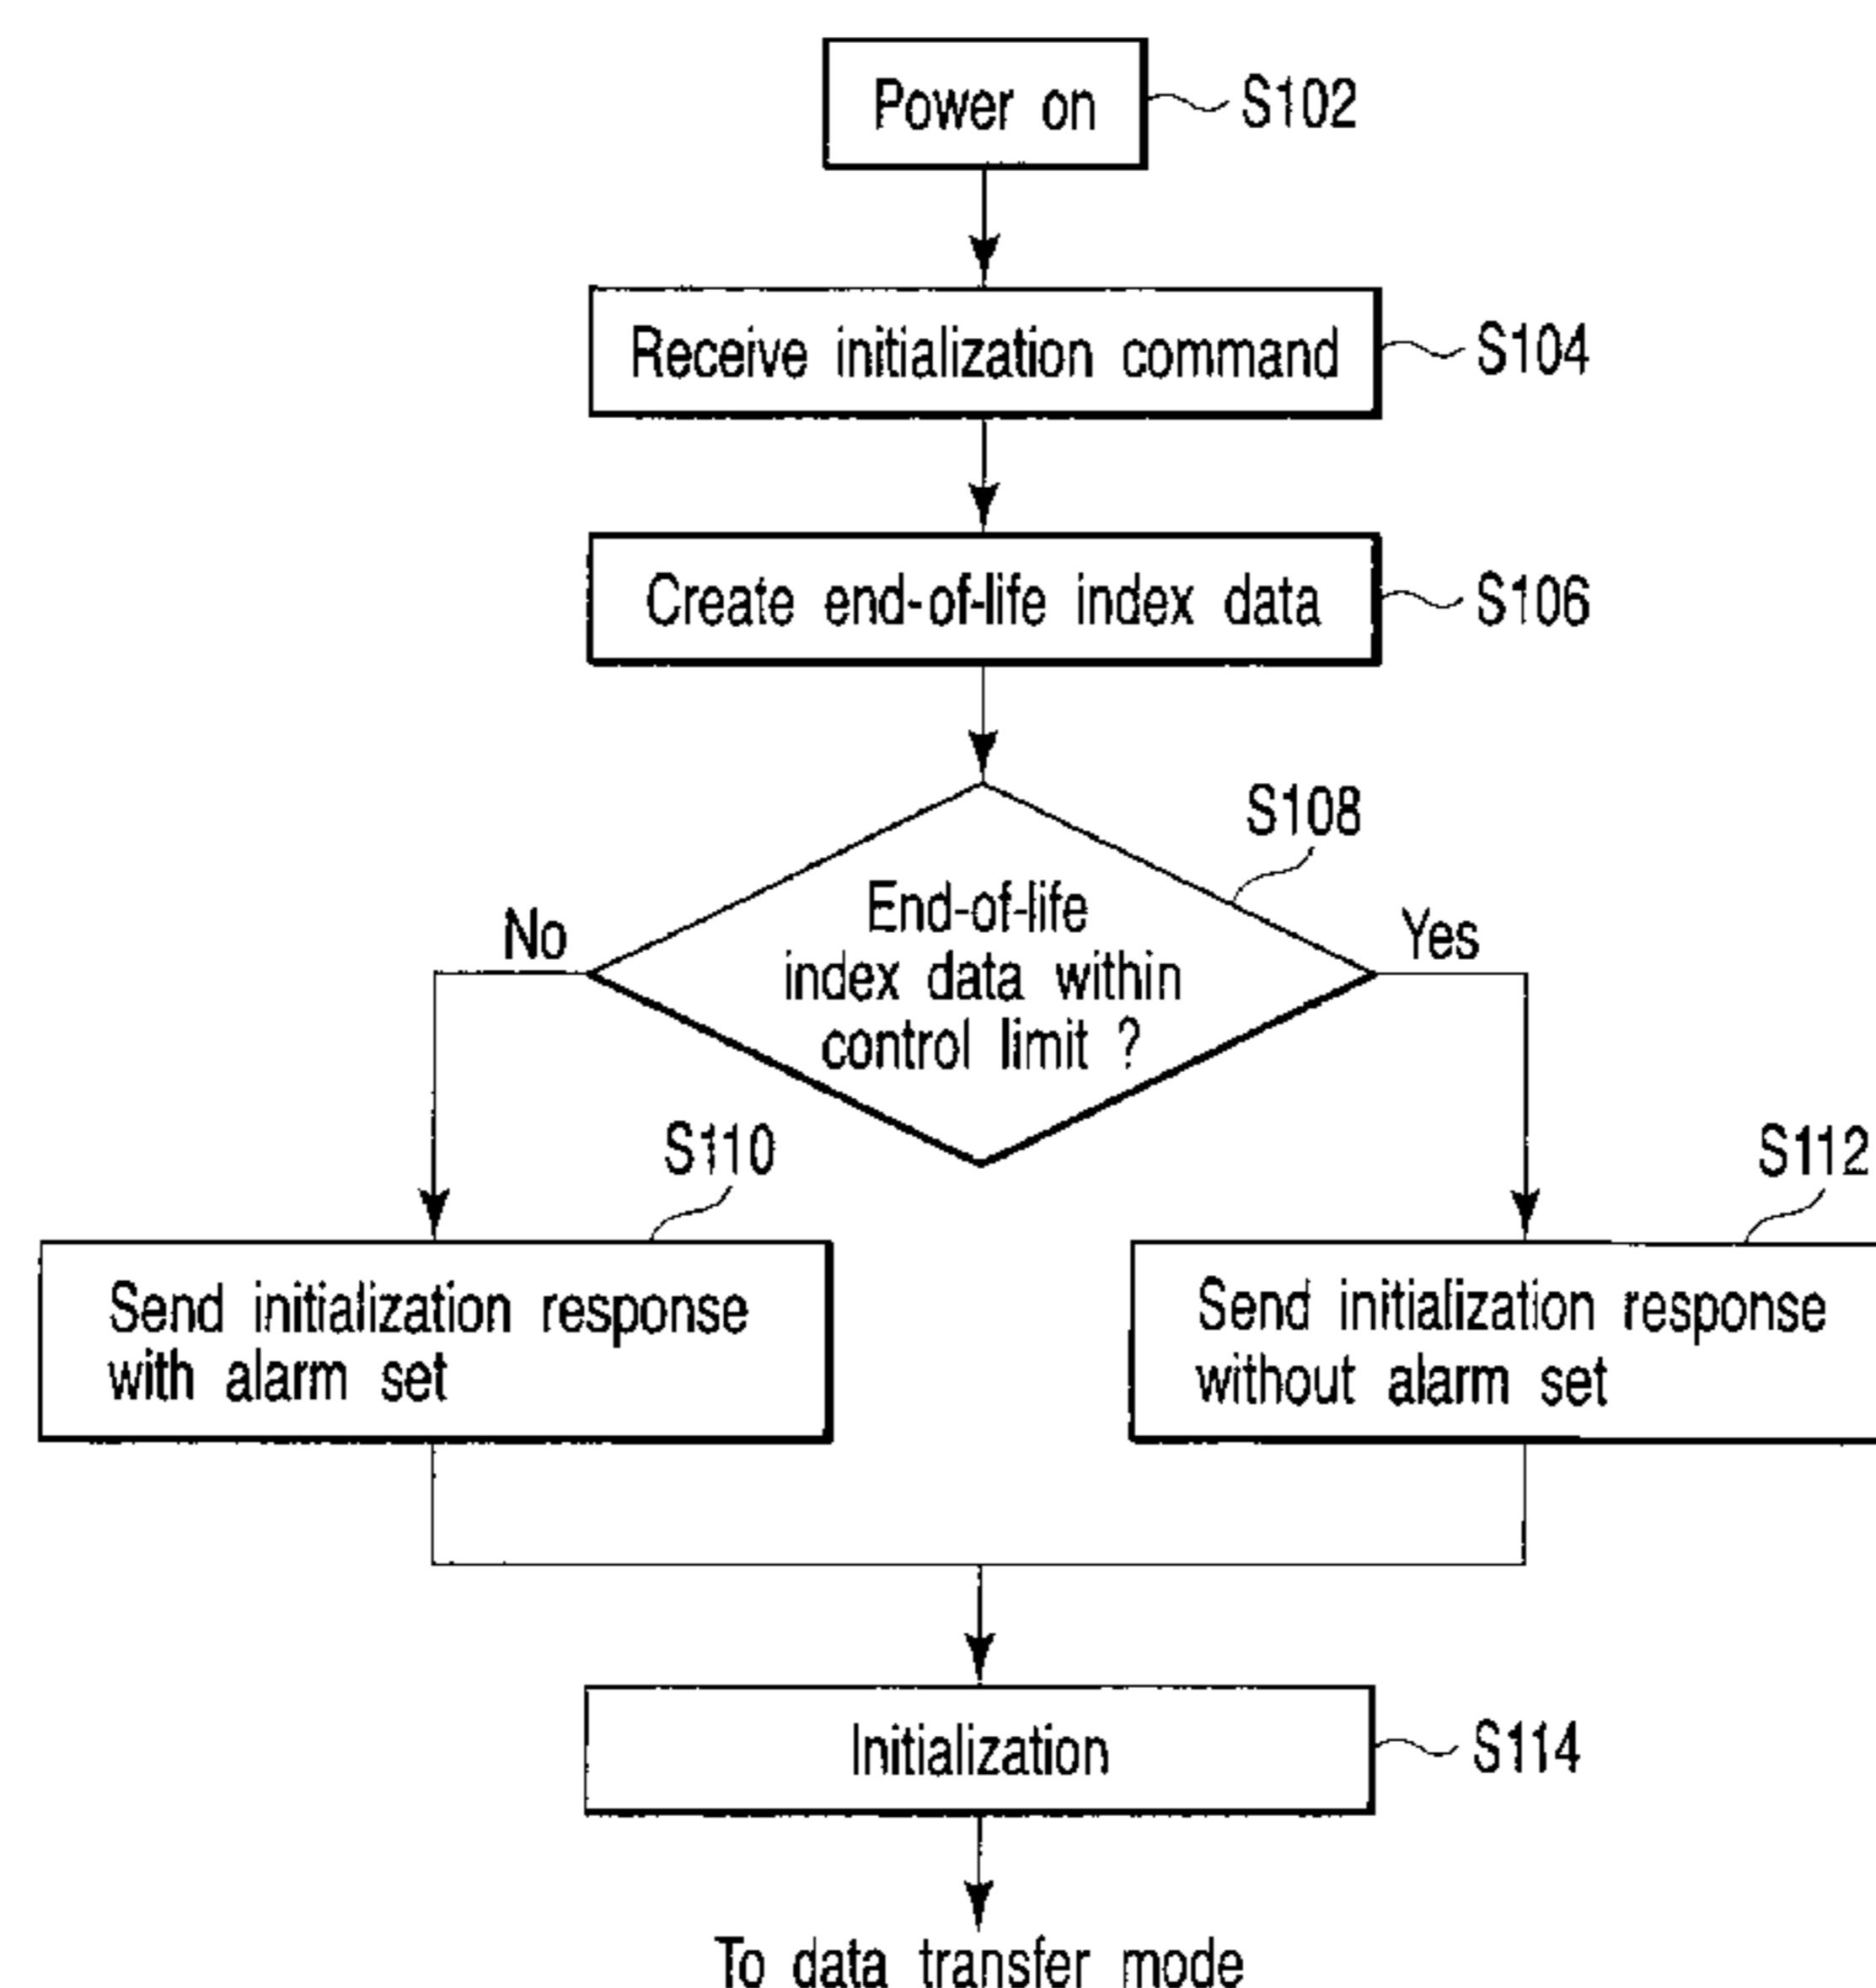 Power on
S102
Receive initialization command
S104
Create end-of-life index data
S106
S108
End-of-life
index data within
control limit ?
No
Yes
S110
S112
Send initialization response
with alarm set
Send initialization response
without alarm set
Initialization
S114
To data transfer mode